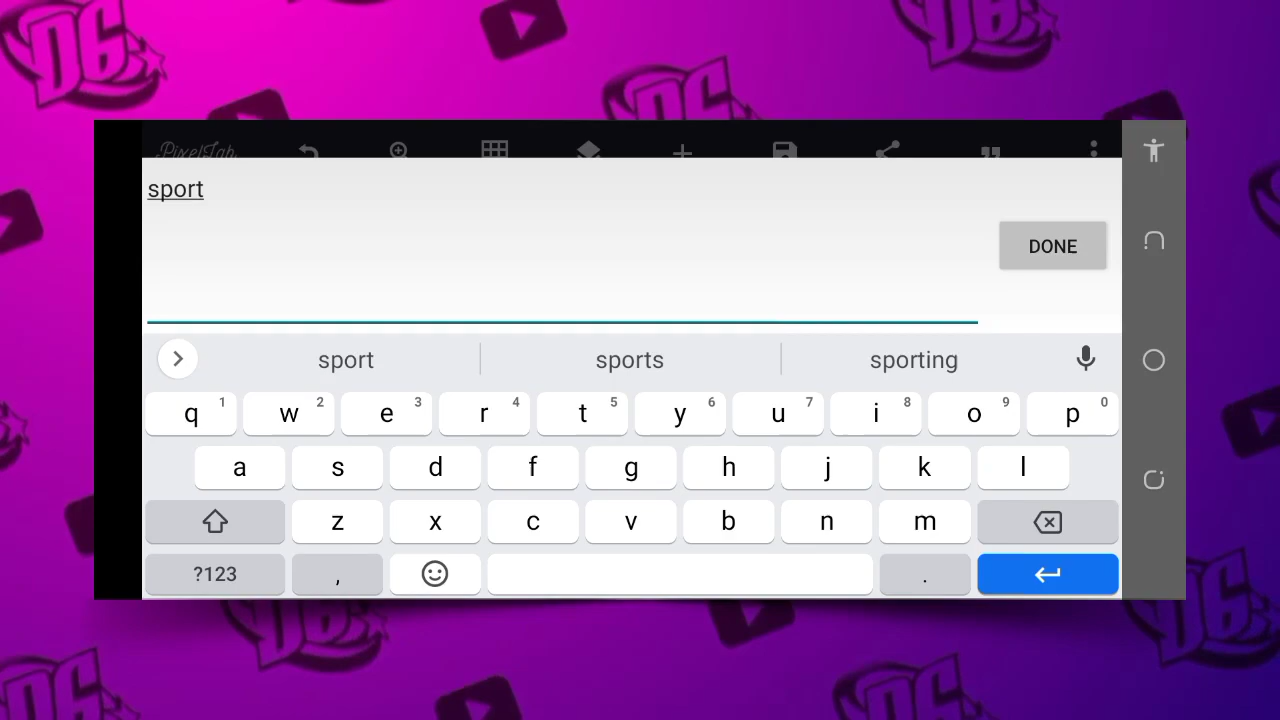 PixelLab
sport
DONE
sport sports sporting
q 1 w 2 e 3 r 4 t 5 y 6 u 7 i 8 o 9 p 0
a s d f g h j k l
z x c v b n m
?123 , .